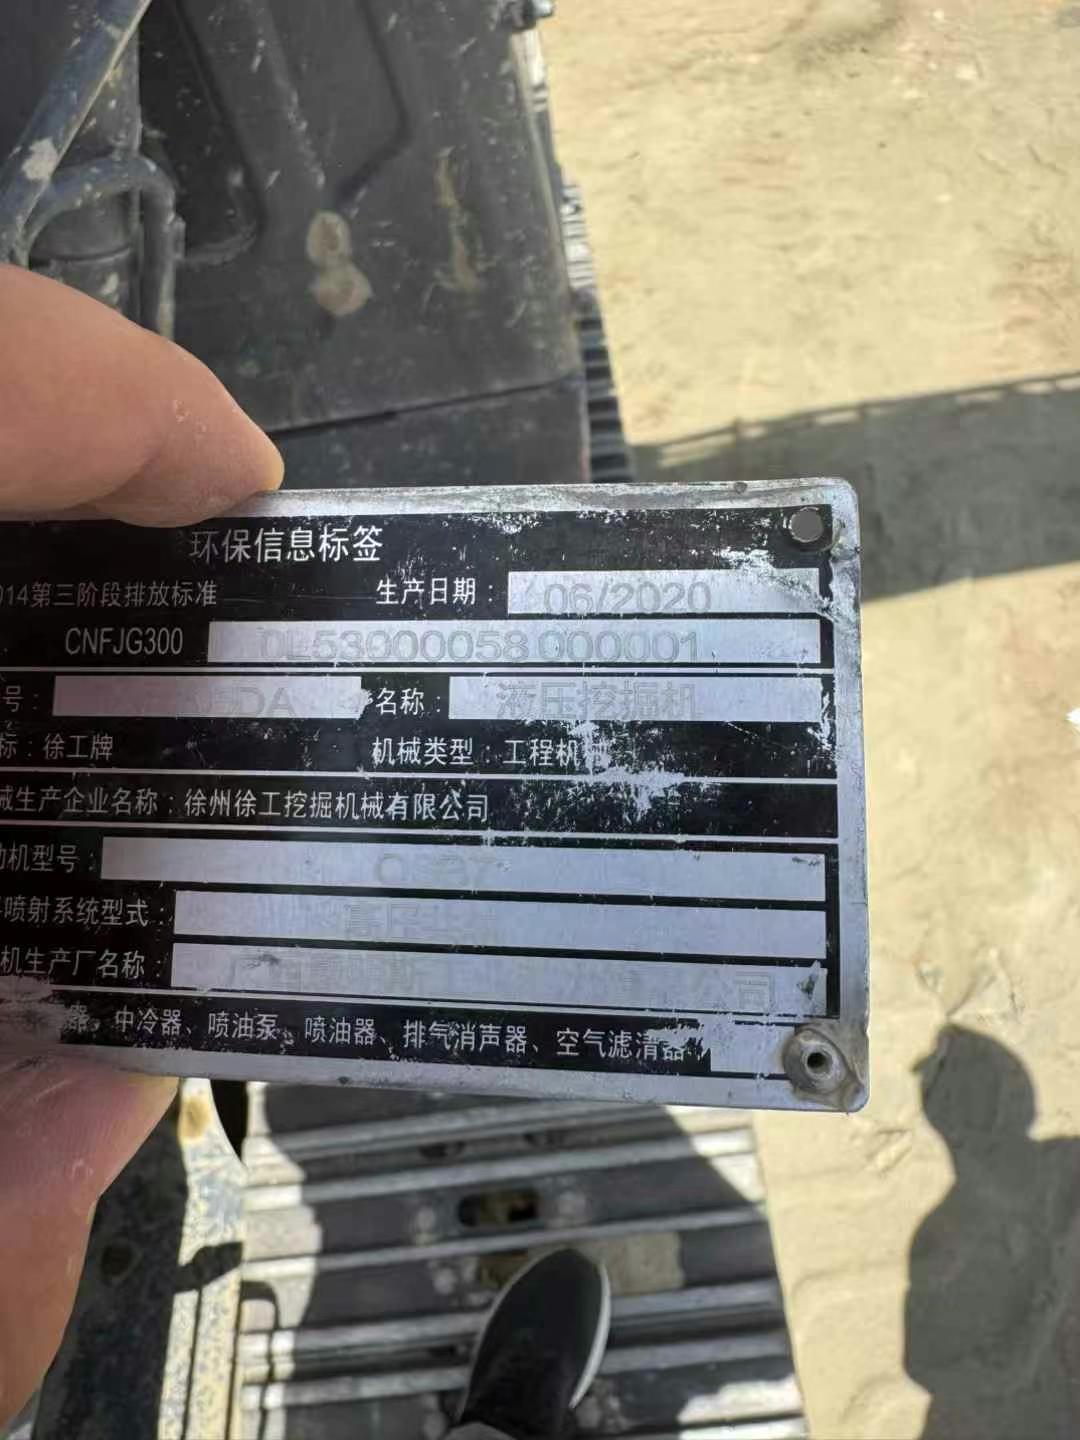 环保信息标签
014第三阶段排放标准 生产日期： 06/2020
CNFJG300 0L53000058000001
号： DA 名称： 液压挖掘机
标：徐工牌 机械类型：工程机
械生产企业名称：徐州徐工挖掘机械有限公司
动机型号：
喷射系统型式： 高压
机生产厂名称： 公司
器、中冷器、喷油泵、喷油器、排气消声器、空气滤清器